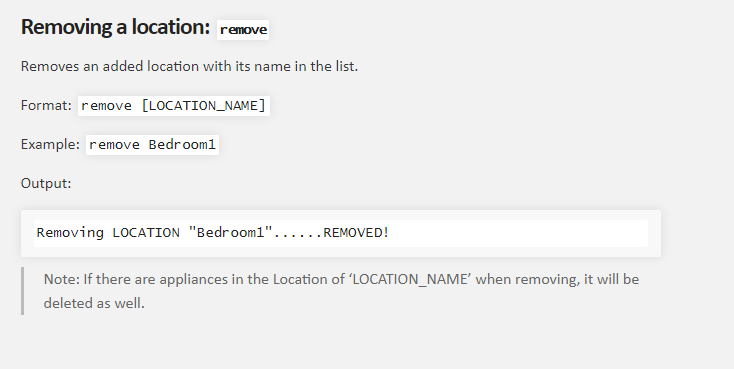 Removing a location: remove
Removes an added location with its name in the list.
Format: remove [LOCATION_NAME]
Example: remove Bedroom1
Output:
Removing LOCATION "Bedroom1"......REMOVED!
Note: If there are appliances in the Location of ‘LOCATION_NAME’ when removing, it will be
deleted as well.